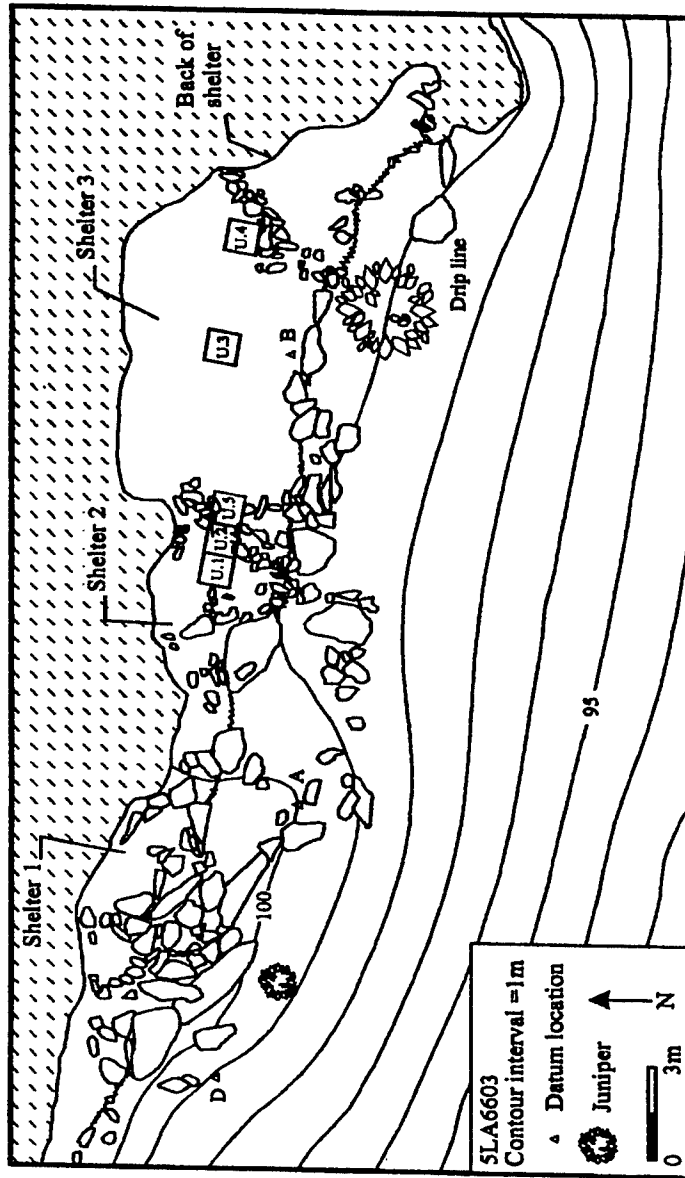 Shelter 1
Shelter 2
Shelter 3
Back of
shelter
U.1
U.2
U.5
U.3
U.4
A
B
D
100
Drip line
95
5LA6603
Contour interval =1m
Datum location
Juniper
N
0
3m